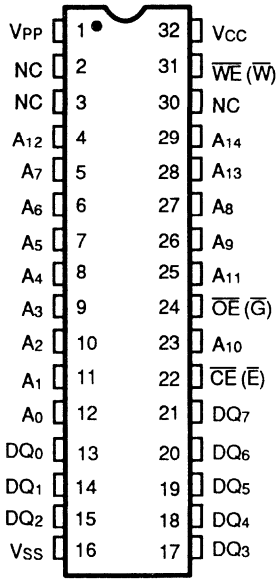 VPP 1 32 VCC
NC 2 31 W̅E̅ (W̅)
NC 3 30 NC
A12 4 29 A14
A7 5 28 A13
A6 6 27 A8
A5 7 26 A9
A4 8 25 A11
A3 9 24 O̅E̅ (G̅)
A2 10 23 A10
A1 11 22 C̅E̅ (E̅)
A0 12 21 DQ7
DQ0 13 20 DQ6
DQ1 14 19 DQ5
DQ2 15 18 DQ4
VSS 16 17 DQ3